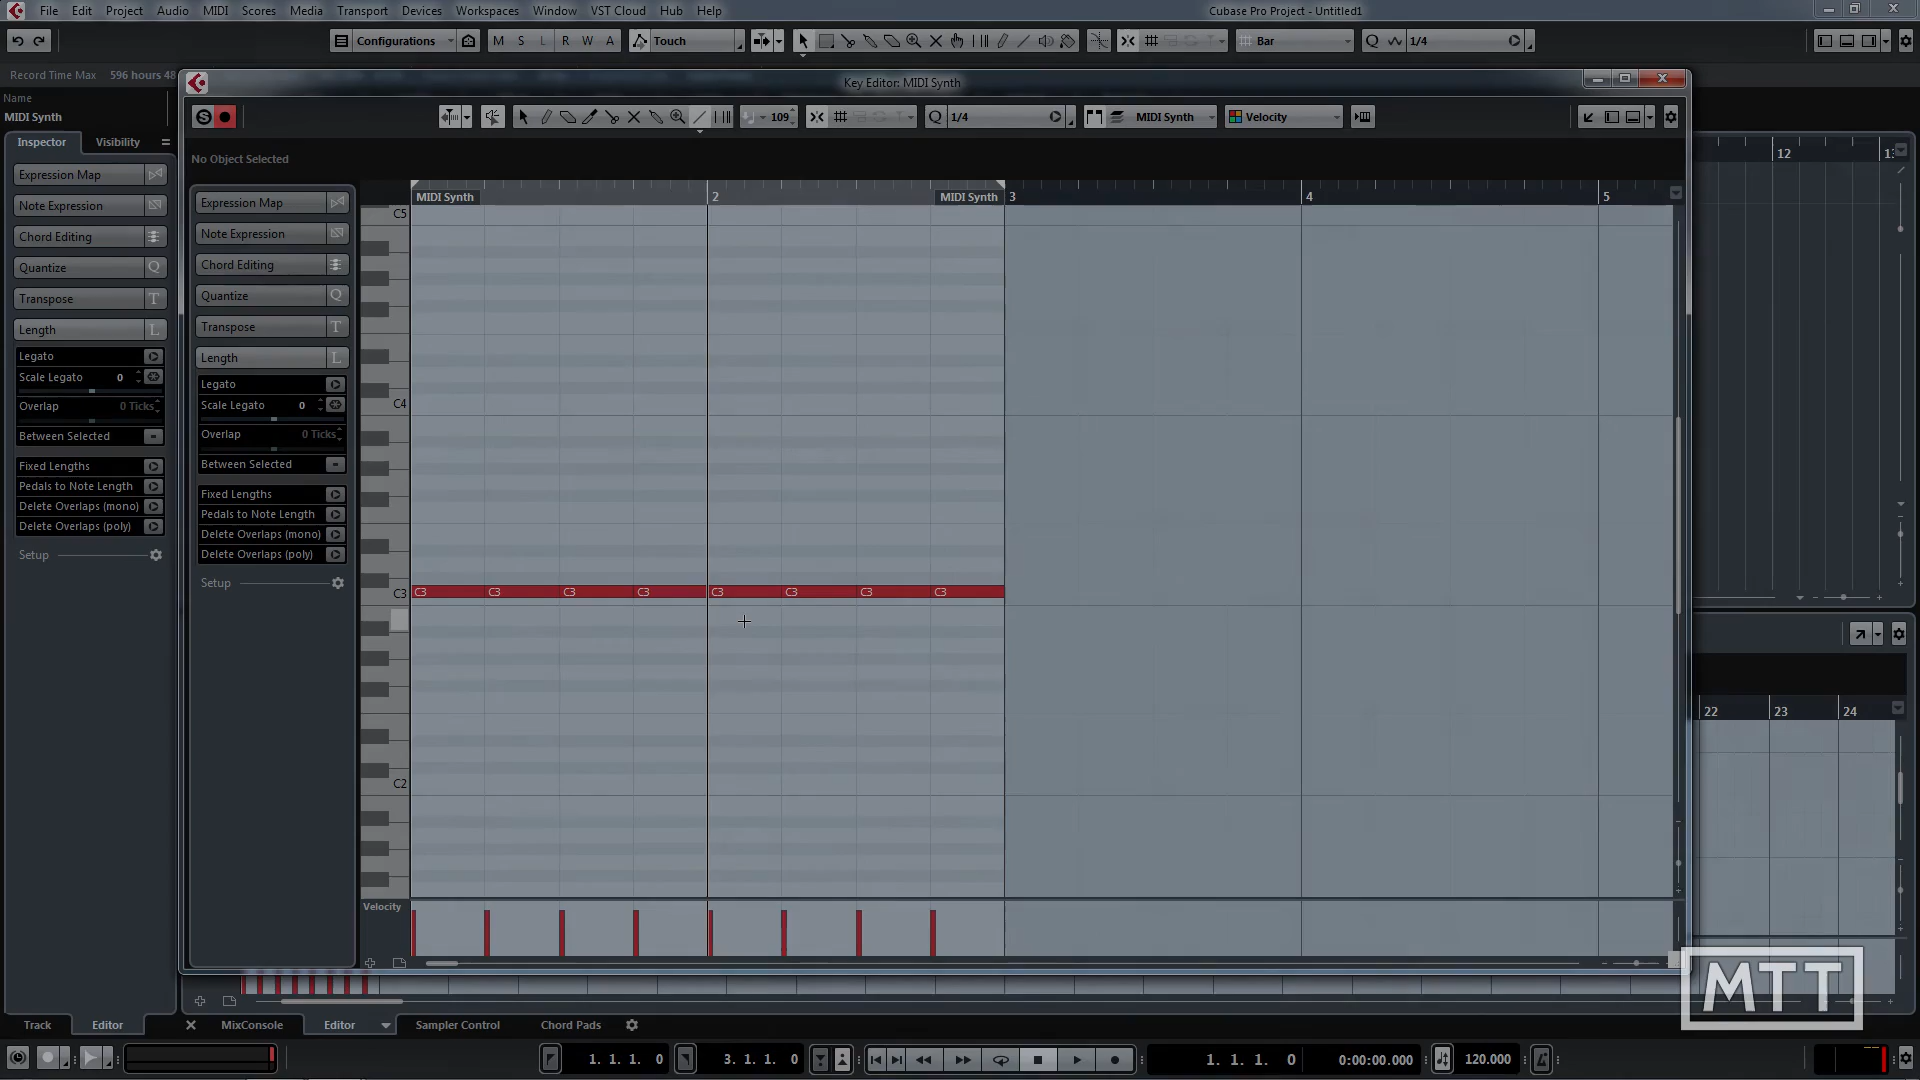 File Edit Project Audio MIDI Scores Media Transport Devices Workspaces Window VST Cloud Hub Help
Cubase Pro Project - Untitled1
Configurations M S L R W A Touch Bar Q 1/4
Record Time Max 596 hours 48
Key Editor: MIDI Synth
Name
MIDI Synth
S 109 Q 1/4 MIDI Synth Velocity
Inspector Visibility
No Object Selected
12
Expression Map
Note Expression
Chord Editing
Quantize Q
Transpose T
Length L
Legato
Scale Legato 0
Overlap 0 Ticks
Between Selected
Fixed Lengths
Pedals to Note Length
Delete Overlaps (mono)
Delete Overlaps (poly)
Setup
Expression Map
Note Expression
Chord Editing
Quantize Q
Transpose T
Length L
Legato
Scale Legato 0
Overlap 0 Ticks
Between Selected
Fixed Lengths
Pedals to Note Length
Delete Overlaps (mono)
Delete Overlaps (poly)
Setup
MIDI Synth 2 MIDI Synth 3 4 5
C5
C4
C3 C3 C3 C3 C3 C3 C3 C3 C3
C2
Velocity
22 23 24
MTT
Track Editor MixConsole Editor Sampler Control Chord Pads
1. 1. 1. 0 3. 1. 1. 0 1. 1. 1. 0 0:00:00.000 120.000